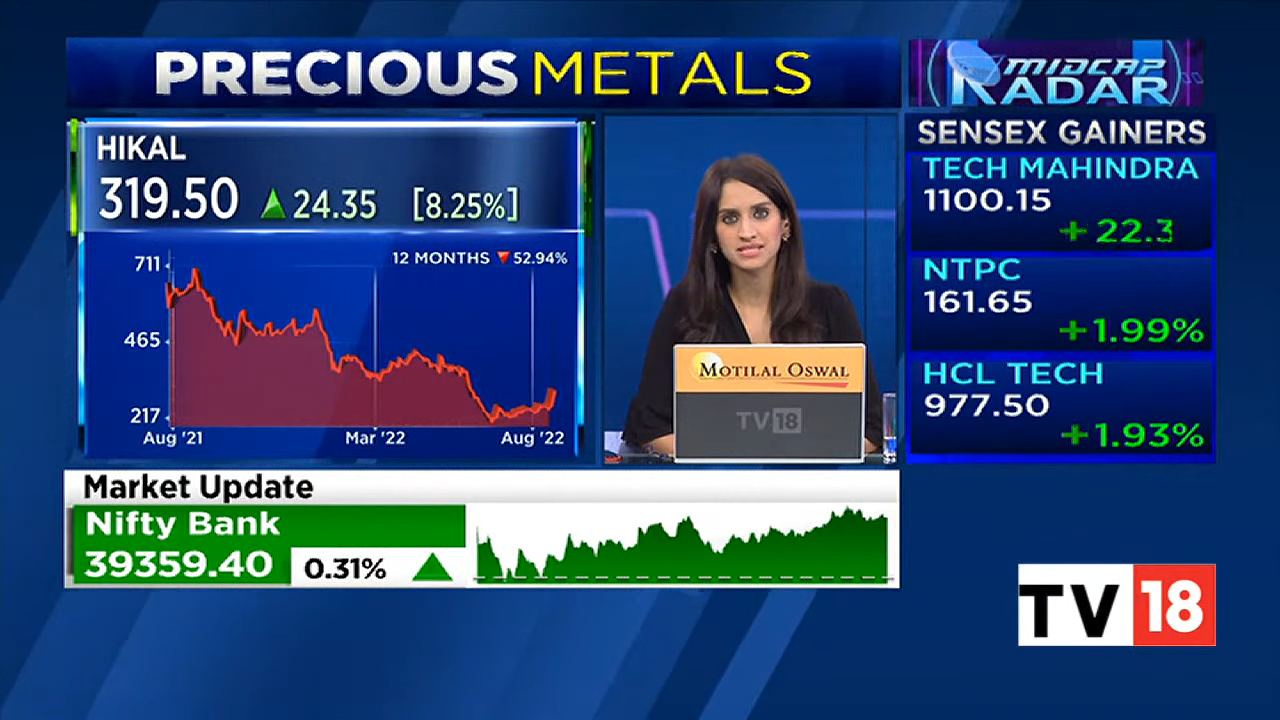 PRECIOUS METALS
MIDCAP
RADAR
HIKAL
319.50 ▲ 24.35 [8.25%]
12 MONTHS ▼ 52.94%
711
465
217
Aug '21 Mar '22 Aug '22
MOTILAL OSWAL
TV18
SENSEX GAINERS
TECH MAHINDRA
1100.15
+22.3
NTPC
161.65
+1.99%
HCL TECH
977.50
+1.93%
Market Update
Nifty Bank
39359.40 0.31% ▲
TV18